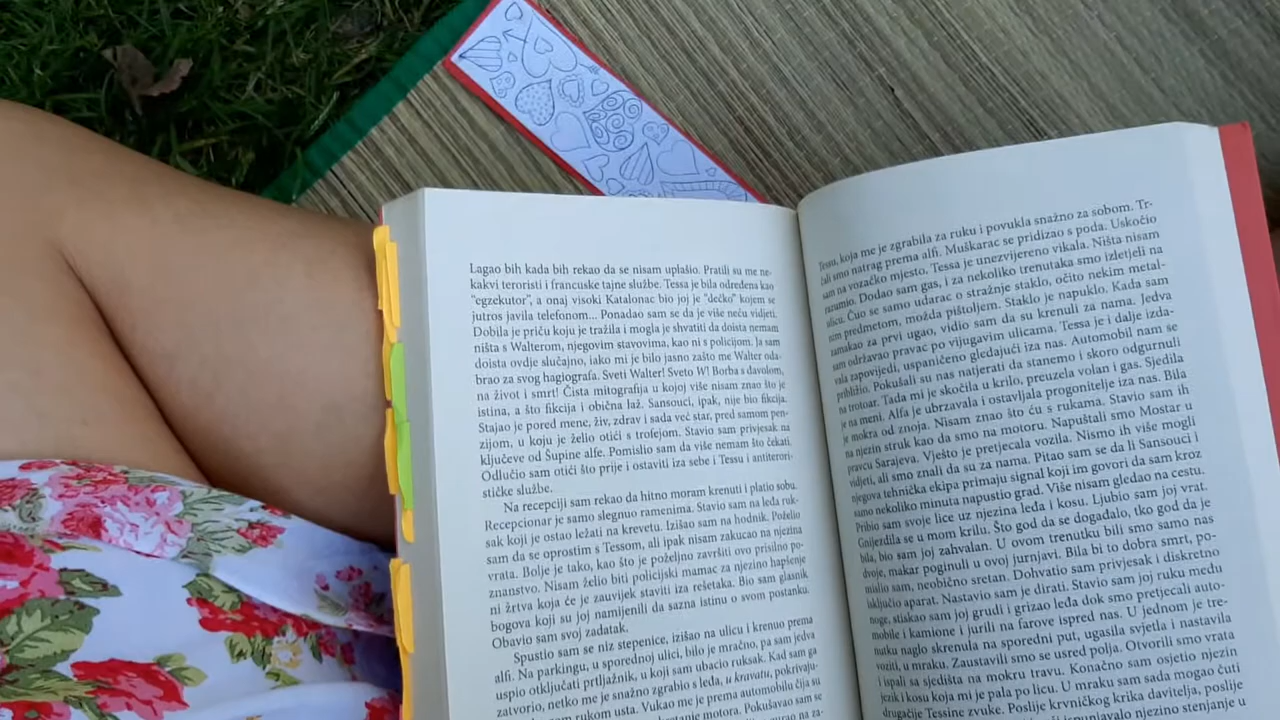 Lagao bih kada bih rekao da se nisam uplašio. Pratili su me ne-
kakvi teroristi i francuske tajne službe. Tessa je bila određena kao
"egzekutor", a onaj visoki Katalonac bio joj je "dečko" kojem se
jutros javila telefonom... Ponadao sam se da je više neću vidjeti.
Dobila je priču koju je tražila i mogla je shvatiti da doista nemam
ništa s Walterom, njegovim stavovima, kao ni s policijom. Ja sam
doista ovdje slučajno, iako mi je bilo jasno zašto me Walter oda-
brao za svog hagiografa. Sveti Walter! Sveto W! Borba s davolom,
na život i smrt! Čista mitografija u kojoj više nisam znao što je
istina, a što fikcija i obična laž. Sansouci, ipak, nije bio fikcija.
Stajao je pored mene, živ, zdrav i sada već star, pred samom pen-
zijom, u koju je želio otići s trofejom. Stavio sam privjesak na
ključeve od Šupine alfe. Pomislio sam da više nemam što čekati.
Odlučio sam otići što prije i ostaviti iza sebe i Tessu i antiterori-
stičke službe.
Na recepciji sam rekao da hitno moram krenuti i platio sobu.
Recepcionar je samo slegnuo ramenima. Stavio sam na leđa ruk-
sak koji je ostao ležati na krevetu. Izišao sam na hodnik. Poželio
sam da se oprostim s Tessom, ali ipak nisam zakucao na njezina
vrata. Bolje je tako, kao što je poželjno završiti ovo prisilno po-
znanstvo. Nisam želio biti policijski mamac za njezino hapšenje
ni žrtva koja će je zauvijek staviti iza rešetaka. Bio sam glasnik
bogova koji su joj namijenili da sazna istinu o svom postanku.
Obavio sam svoj zadatak.
Spustio sam se niz stepenice, izišao na ulicu i krenuo prema
alfi. Na parkingu, u sporednoj ulici, bilo je mračno, pa sam jedva
uspio otključati prtljažnik, u koji sam ubacio ruksak. Kad sam ga
zatvorio, netko me je snažno zgrabio s leđa, u kravatu, pokrivaju-
rukom usta. Vukao me je prema automobilu čija su
motora. Pokušavao sam se
Tessu, koja me je zgrabila za ruku i povukla snažno za sobom. Tr-
čali smo natrag prema alfi. Muškarac se pridizao s poda. Uskočio
sam na vozačko mjesto. Tessa je unezvijereno vikala. Ništa nisam
razumio. Dodao sam gas, i za nekoliko trenutaka smo izletjeli na
ulicu. Čuo se samo udarac o stražnje staklo, očito nekim metal-
nim predmetom, možda pištoljem. Staklo je napuklo. Kada sam
zamakao za prvi ugao, vidio sam da su krenuli za nama. Jedva
sam održavao pravac po vijugavim ulicama. Tessa je i dalje izda-
vala zapovijedi, uspaničeno gledajući iza nas. Automobil nam se
približio. Pokušali su nas natjerati da stanemo i skoro odgurnuli
na trotoar. Tada mi je skočila u krilo, preuzela volan i gas. Sjedila
je na meni. Alfa je ubrzavala i ostavljala progonitelje iza nas. Bila
je mokra od znoja. Nisam znao što ću s rukama. Stavio sam ih
na njezin struk kao da smo na motoru. Napuštali smo Mostar u
pravcu Sarajeva. Vješto je pretjecala vozila. Nismo ih više mogli
vidjeti, ali smo znali da su za nama. Pitao sam se da li Sansouci i
njegova tehnička ekipa primaju signal koji im govori da sam kroz
samo nekoliko minuta napustio grad. Više nisam gledao na cestu.
Pribio sam svoje lice uz njezina leđa i kosu. Ljubio sam joj vrat.
Gnijezdila se u mom krilu. Što god da se događalo, tko god da je
bila, bio sam joj zahvalan. U ovom trenutku bili smo samo nas
dvoje, makar poginuli u ovoj jurnjavi. Bila bi to dobra smrt, po-
mislio sam, neobično sretan. Dohvatio sam privjesak i diskretno
isključio aparat. Nastavio sam je dirati. Stavio sam joj ruku među
noge, stiskao sam joj grudi i grizao leđa dok smo pretjecali auto-
mobile i kamione i jurili na farove ispred nas. U jednom je tre-
nutku naglo skrenula na sporedni put, ugasila svjetla i nastavila
voziti, u mraku. Zaustavili smo se usred polja. Otvorili smo vrata
i ispali sa sjedišta na mokru travu. Konačno sam osjetio njezin
jezik i kosu koja mi je pala po licu. U mraku sam sada mogao čuti
drugačije Tessine zvuke. Poslije krvničkog krika davitelja, poslije
ispunjavalo njezino stenjanje u